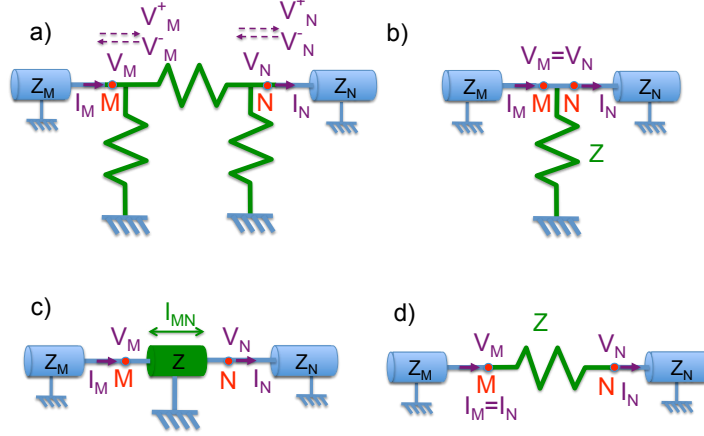 a)
V⁺M
V⁻M
V⁺N
V⁻N
VM
VN
ZM
IM
M
N
IN
ZN
b)
VM=VN
ZM
IM
M
N
IN
ZN
Z
c)
IMN
VM
VN
ZM
IM
M
Z
N
IN
ZN
d)
Z
VM
VN
ZM
M
N
IN
ZN
IM=IN